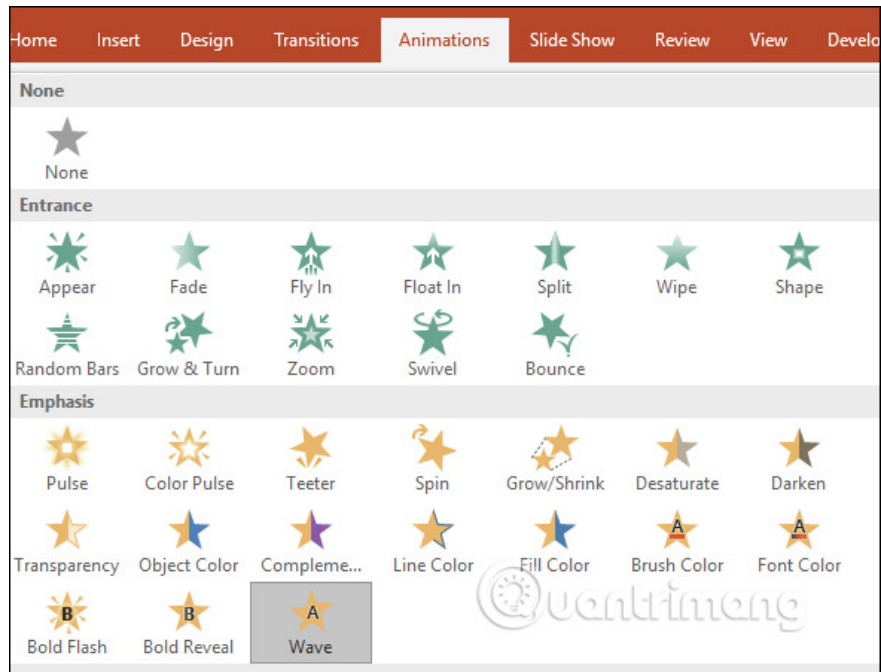 Home Insert Design Transitions Animations Slide Show Review View Develo
None
None
Entrance
Appear Fade Fly In Float In Split Wipe Shape
Random Bars Grow & Turn Zoom Swivel Bounce
Emphasis
Pulse Color Pulse Teeter Spin Grow/Shrink Desaturate Darken
A A
Transparency Object Color Compleme... Line Color Fill Color Brush Color Font Color
B B A
Quantrimang
Bold Flash Bold Reveal Wave